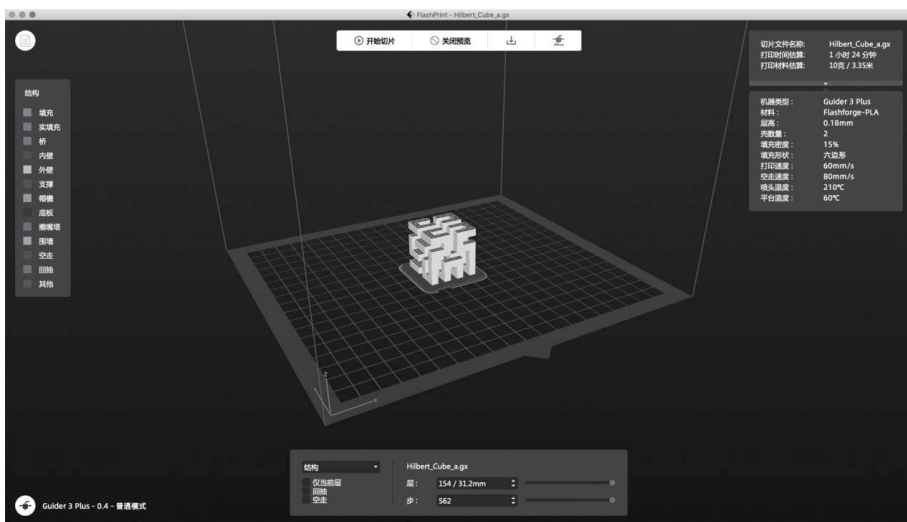 FlashPrint - Hilbert_Cube_a.gx
开始切片 关闭预览
切片文件名称: Hilbert_Cube_a.gx
打印时间估算: 1 小时 24 分钟
打印材料估算: 10克 / 3.35米
机器类型: Guider 3 Plus
材料: Flashforge-PLA
层高: 0.18mm
壳数量: 2
填充密度: 15%
填充形状: 六边形
打印速度: 60mm/s
空走速度: 80mm/s
喷头温度: 210℃
平台温度: 60℃
结构
填充
实填充
桥
内壁
外壁
支撑
帽檐
底板
擦嘴塔
围墙
空走
回抽
其他
Z
结构 Hilbert_Cube_a.gx
仅当前层
回抽
空走
层: 154 / 31.2mm
步: 562
Guider 3 Plus - 0.4 - 普通模式